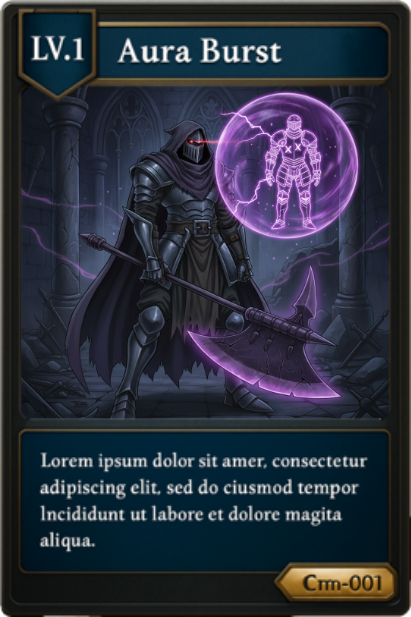 LV.1
Aura Burst
Lorem ipsum dolor sit amer, consectetur
adipiscing elit, sed do ciusmod tempor
Incididunt ut labore et dolore magita
aliqua.
Crm-001